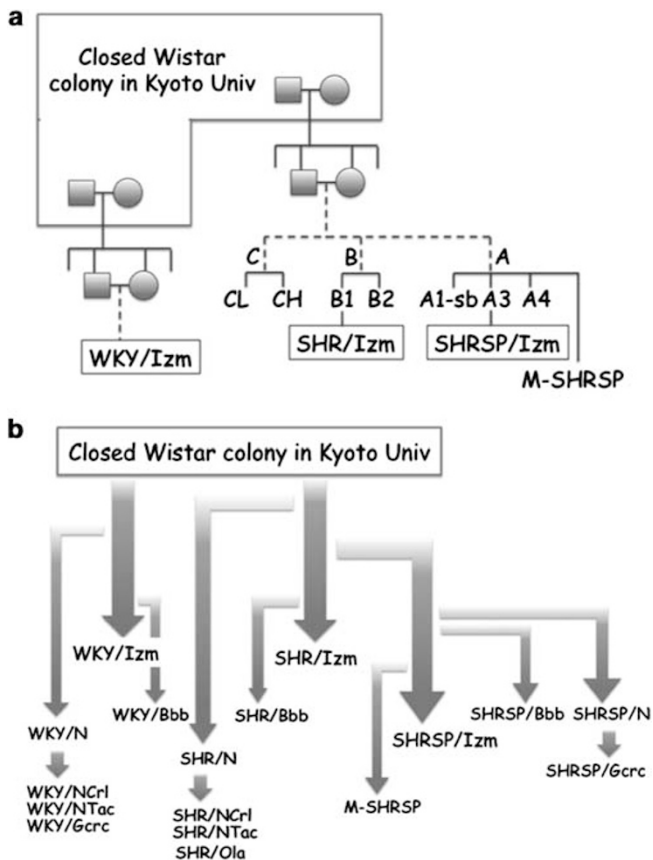 a
Closed Wistar
colony in Kyoto Univ
C B A
CL CH B1 B2 A1-sb A3 A4
WKY/Izm SHR/Izm SHRSP/Izm
M-SHRSP
b
Closed Wistar colony in Kyoto Univ
WKY/Izm SHR/Izm
WKY/Bbb SHR/Bbb SHRSP/Bbb SHRSP/N
WKY/N
SHRSP/Izm
SHR/N
SHRSP/Gcrc
WKY/NCrl
WKY/NTac
WKY/Gcrc
M-SHRSP
SHR/NCrl
SHR/NTac
SHR/Ola